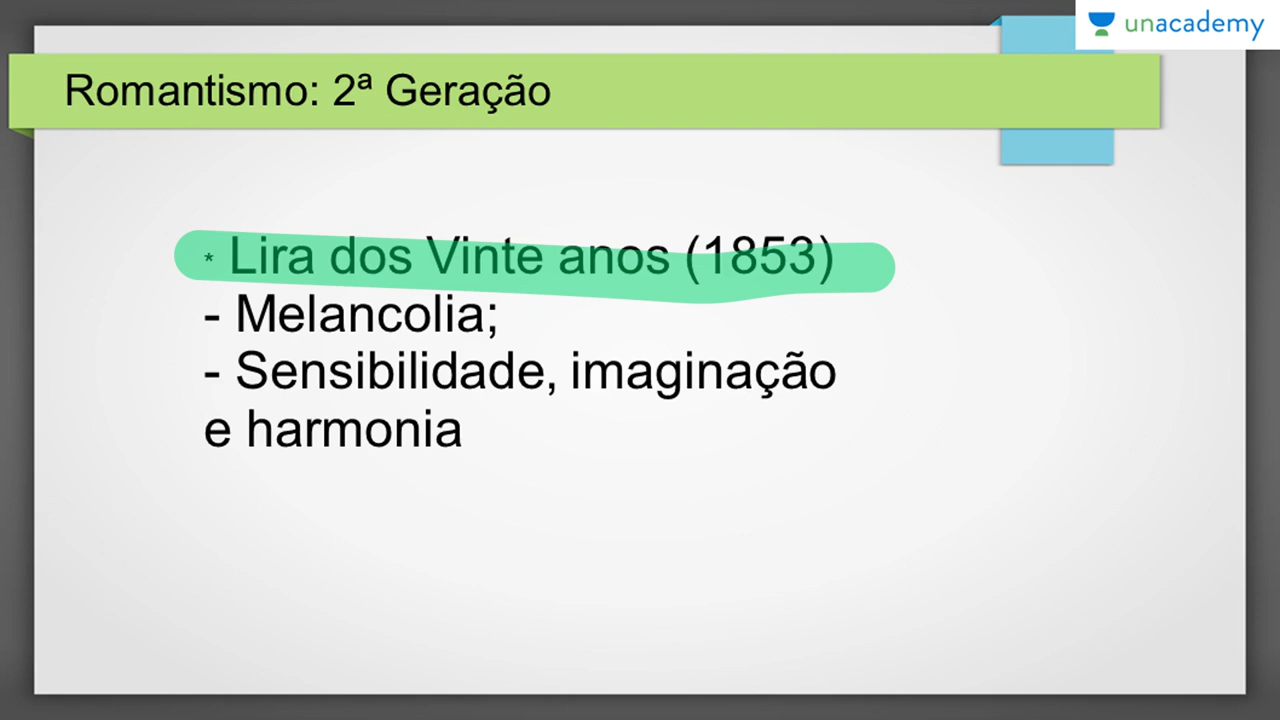 unacademy
Romantismo: 2ª Geração
* Lira dos Vinte anos (1853)
- Melancolia;
- Sensibilidade, imaginação
e harmonia